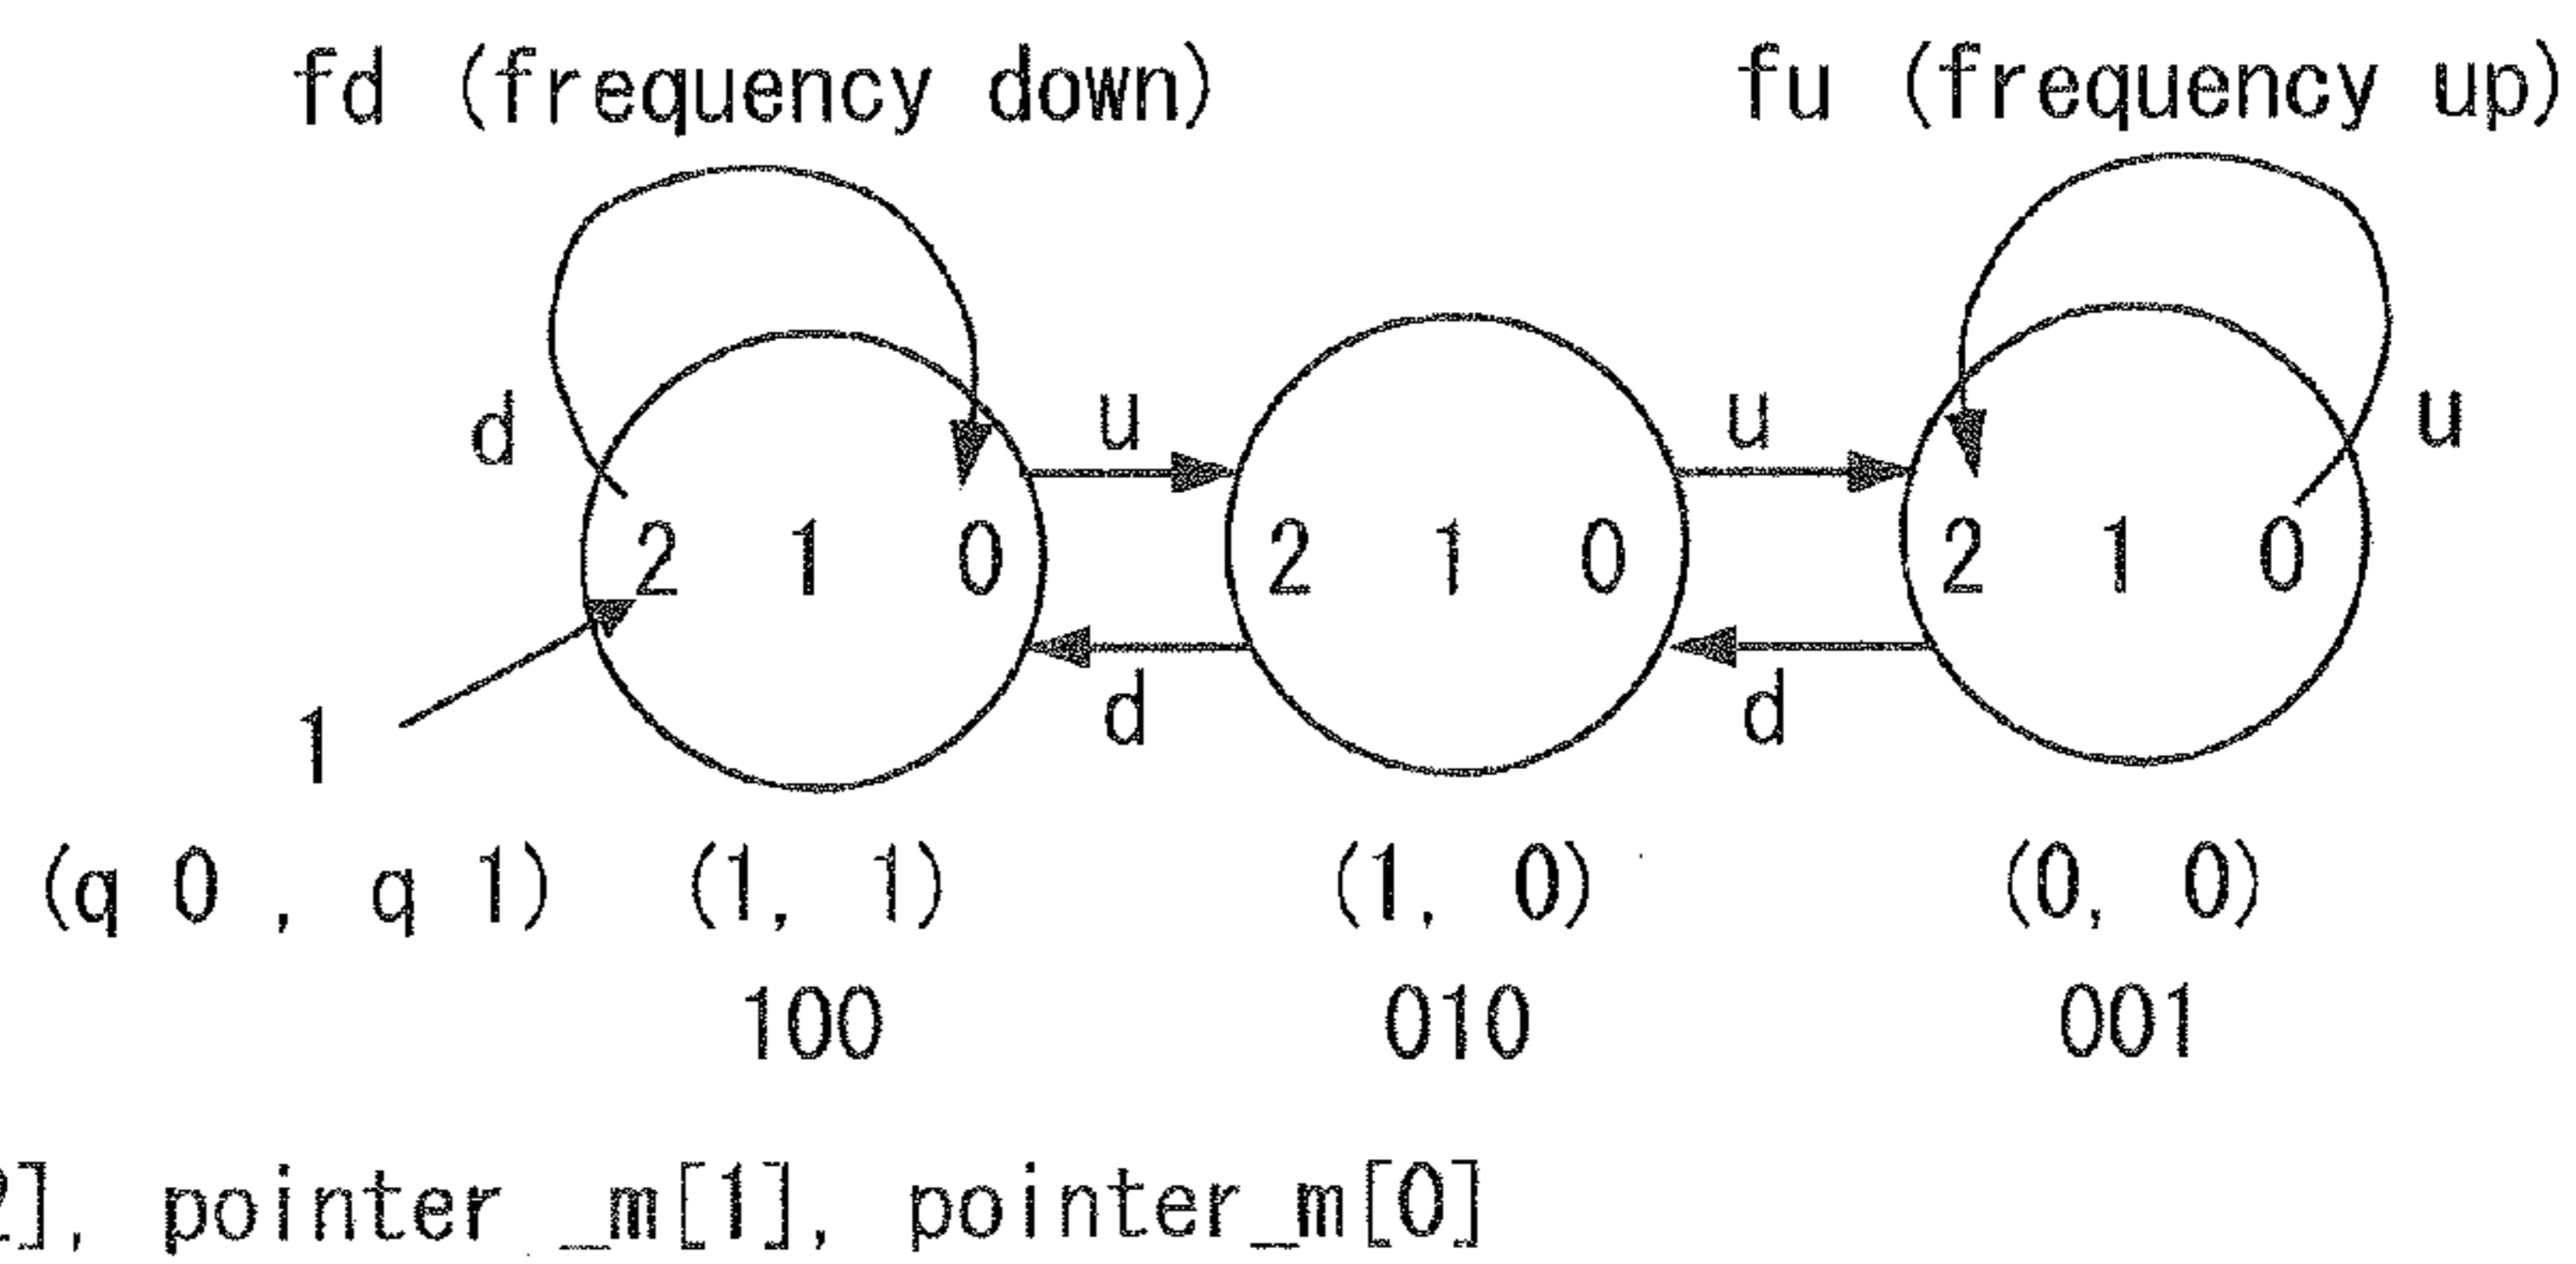 fd (frequency down) fu (frequency up)
d u u u
2 1 0 2 1 0 2 1 0
1 d d
(q 0 , q 1) (1, 1) (1, 0) (0, 0)
100 010 001
2], pointer _m[1], pointer_m[0]